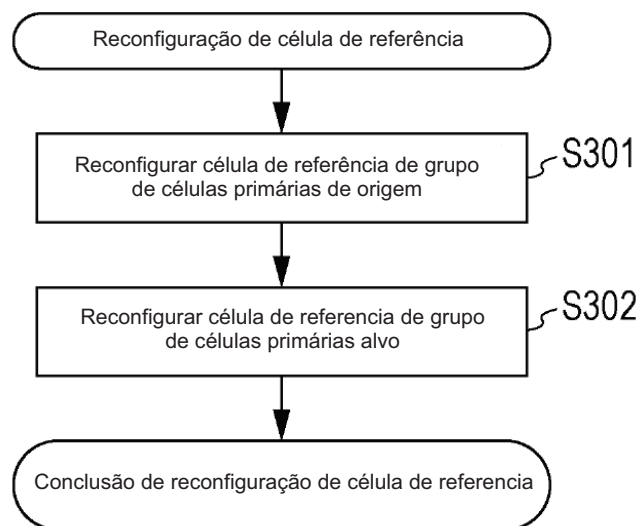 Reconfiguração de célula de referência
Reconfigurar célula de referência de grupo
de células primárias de origem
S301
Reconfigurar célula de referencia de grupo
de células primárias alvo
S302
Conclusão de reconfiguração de célula de referencia